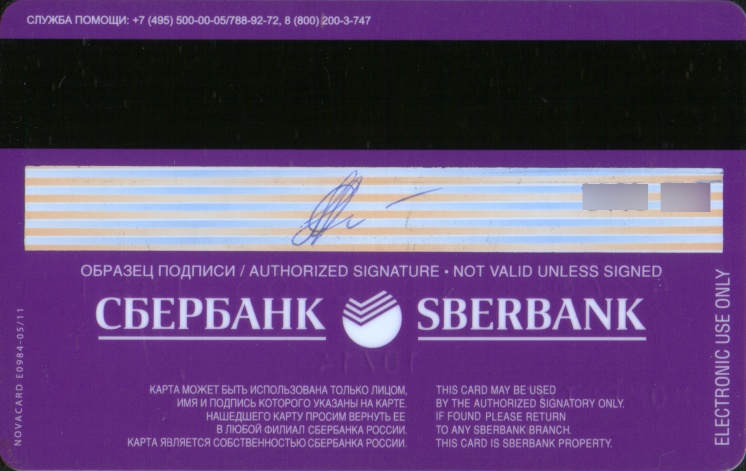 СЛУЖБА ПОМОЩИ: +7 (495) 500-00-05/788-92-72, 8 (800) 200-3-747
ОБРАЗЕЦ ПОДПИСИ / AUTHORIZED SIGNATURE • NOT VALID UNLESS SIGNED
СБЕРБАНК SBERBANK
КАРТА МОЖЕТ БЫТЬ ИСПОЛЬЗОВАНА ТОЛЬКО ЛИЦОМ,
ИМЯ И ПОДПИСЬ КОТОРОГО УКАЗАНЫ НА КАРТЕ.
НАШЕДШЕГО КАРТУ ПРОСИМ ВЕРНУТЬ ЕЕ
В ЛЮБОЙ ФИЛИАЛ СБЕРБАНКА РОССИИ.
КАРТА ЯВЛЯЕТСЯ СОБСТВЕННОСТЬЮ СБЕРБАНКА РОССИИ.
THIS CARD MAY BE USED
BY THE AUTHORIZED SIGNATORY ONLY.
IF FOUND PLEASE RETURN
TO ANY SBERBANK BRANCH.
THIS CARD IS SBERBANK PROPERTY.
NOVACARD E0984-05/11
ELECTRONIC USE ONLY